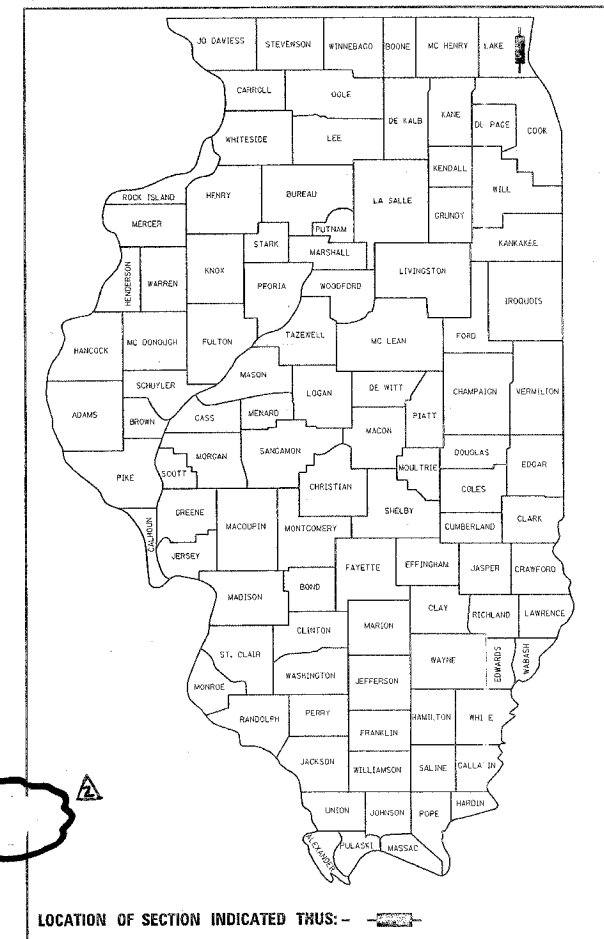 JO DAVIESS STEVENSON WINNEBAGO BOONE MC HENRY LAKE
CARROLL OGLE DE KALB KANE DU PAGE COOK
WHITESIDE LEE
KENDALL WILL
ROCK ISLAND HENRY BUREAU LA SALLE GRUNDY
MERCER PUTNAM
STARK MARSHALL KANKAKEE
HENDERSON WARREN KNOX PEORIA WOODFORD LIVINGSTON
IROQUOIS
HANCOCK MC DONOUGH FULTON TAZEWELL MC LEAN FORD
MASON
SCHUYLER LOGAN DE WITT CHAMPAIGN VERMILION
ADAMS BROWN CASS MENARD PIATT
MACON
MORGAN SANGAMON DOUGLAS EDGAR
PIKE SCOTT CHRISTIAN MOULTRIE COLES
GREENE SHELBY
CALHOUN MACOUPIN MONTGOMERY CUMBERLAND CLARK
JERSEY
FAYETTE EFFINGHAM JASPER CRAWFORD
MADISON BOND
CLAY RICHLAND LAWRENCE
CLINTON MARION
ST. CLAIR WAYNE EDWARDS WABASH
WASHINGTON JEFFERSON
MONROE
RANDOLPH PERRY HAMILTON WHI E
FRANKLIN
JACKSON WILLIAMSON SALINE GALLA IN
2
UNION JOHNSON POPE HARDIN
ALEXANDER PULASKI MASSAC
LOCATION OF SECTION INDICATED THUS: -